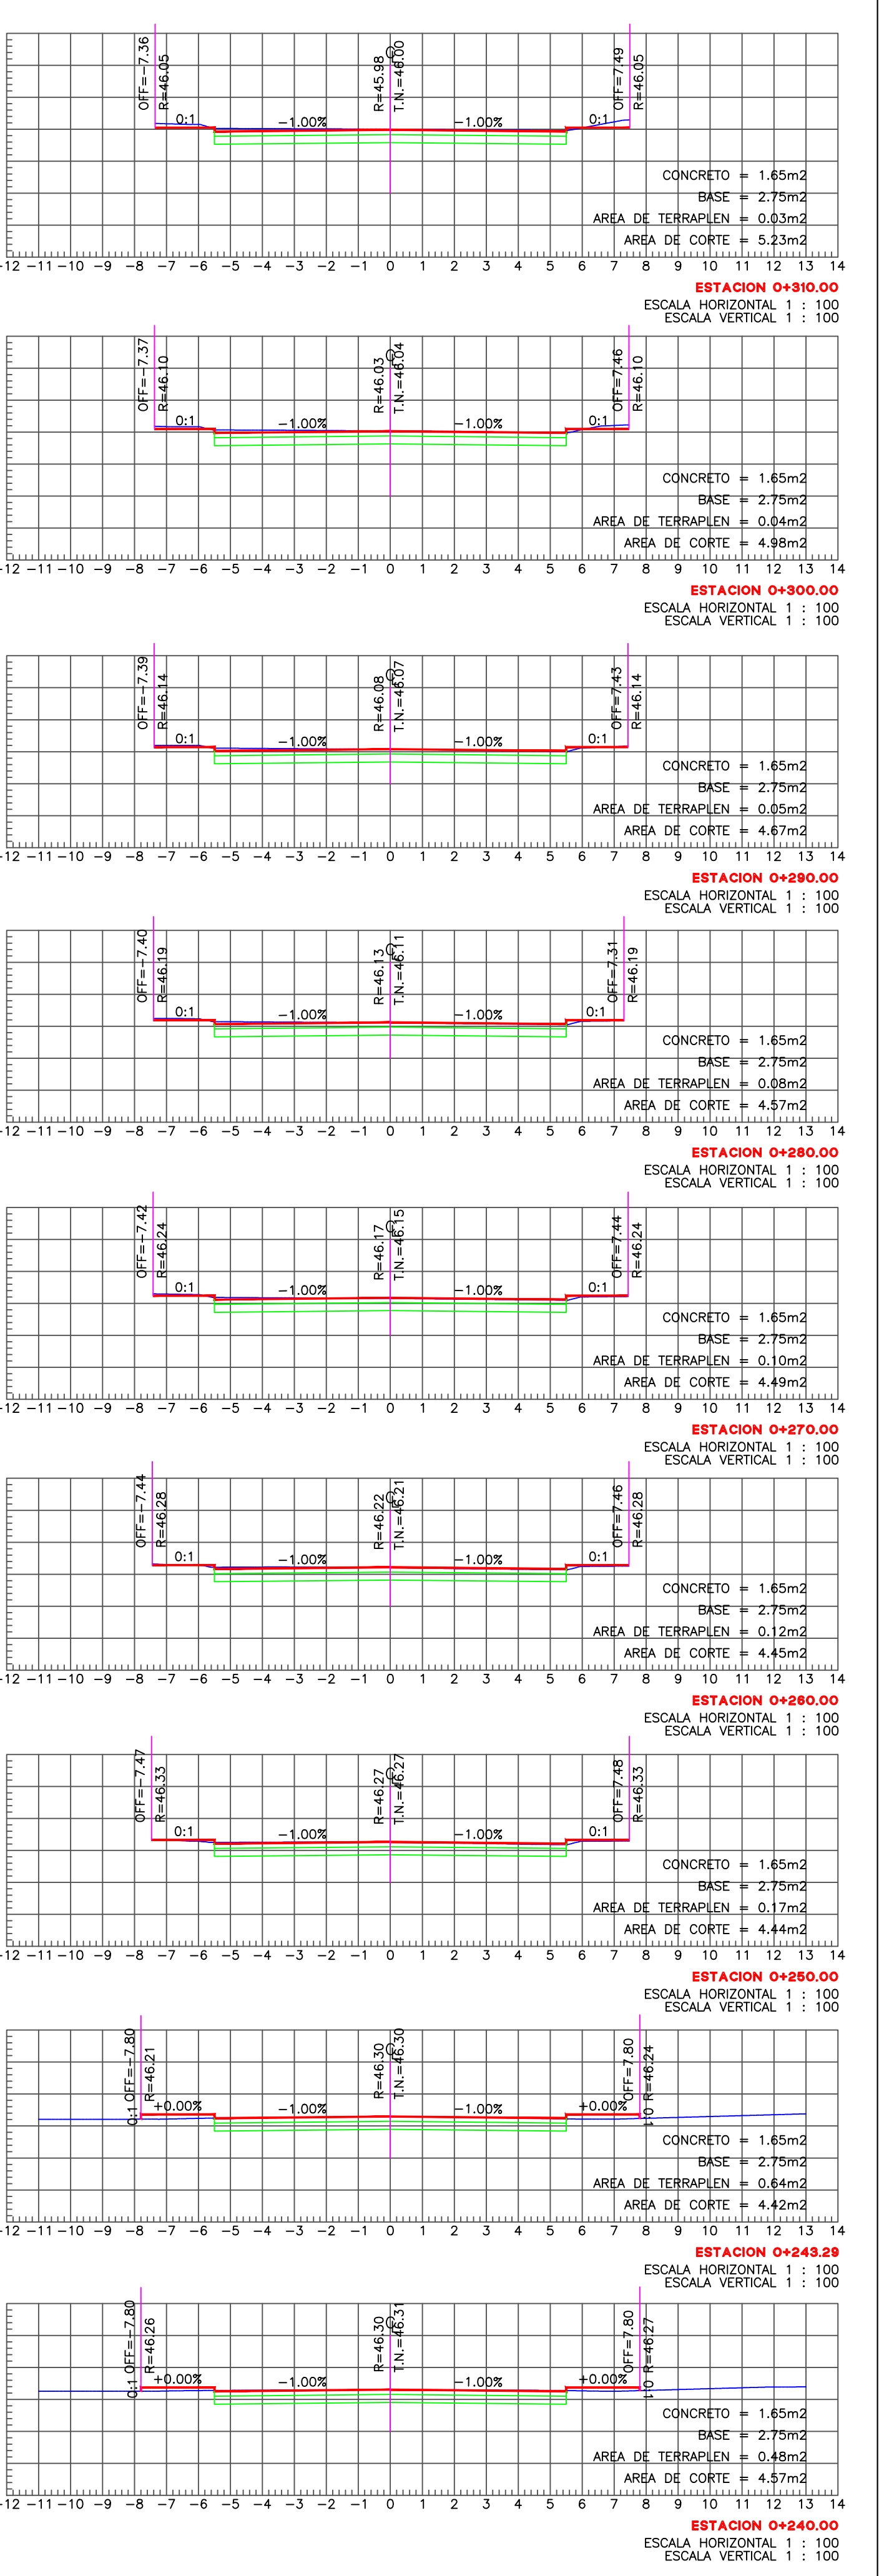 OFF=-7.36
R=46.05
R=45.98
T.N.=46.00
OFF=7.49
R=46.05
0:1
-1.00%
-1.00%
0:1
CONCRETO = 1.65m2
BASE = 2.75m2
AREA DE TERRAPLEN = 0.03m2
AREA DE CORTE = 5.23m2
-12 -11 -10 -9 -8 -7 -6 -5 -4 -3 -2 -1 0 1 2 3 4 5 6 7 8 9 10 11 12 13 14
ESTACION 0+310.00
ESCALA HORIZONTAL 1 : 100
ESCALA VERTICAL 1 : 100
OFF=-7.37
R=46.10
R=46.03
T.N.=46.04
OFF=7.46
R=46.10
0:1
-1.00%
-1.00%
0:1
CONCRETO = 1.65m2
BASE = 2.75m2
AREA DE TERRAPLEN = 0.04m2
AREA DE CORTE = 4.98m2
-12 -11 -10 -9 -8 -7 -6 -5 -4 -3 -2 -1 0 1 2 3 4 5 6 7 8 9 10 11 12 13 14
ESTACION 0+300.00
ESCALA HORIZONTAL 1 : 100
ESCALA VERTICAL 1 : 100
OFF=-7.39
R=46.14
R=46.08
T.N.=46.07
OFF=7.43
R=46.14
0:1
-1.00%
-1.00%
0:1
CONCRETO = 1.65m2
BASE = 2.75m2
AREA DE TERRAPLEN = 0.05m2
AREA DE CORTE = 4.67m2
-12 -11 -10 -9 -8 -7 -6 -5 -4 -3 -2 -1 0 1 2 3 4 5 6 7 8 9 10 11 12 13 14
ESTACION 0+290.00
ESCALA HORIZONTAL 1 : 100
ESCALA VERTICAL 1 : 100
OFF=-7.40
R=46.19
R=46.13
T.N.=46.11
OFF=7.31
R=46.19
0:1
-1.00%
-1.00%
0:1
CONCRETO = 1.65m2
BASE = 2.75m2
AREA DE TERRAPLEN = 0.08m2
AREA DE CORTE = 4.57m2
-12 -11 -10 -9 -8 -7 -6 -5 -4 -3 -2 -1 0 1 2 3 4 5 6 7 8 9 10 11 12 13 14
ESTACION 0+280.00
ESCALA HORIZONTAL 1 : 100
ESCALA VERTICAL 1 : 100
OFF=-7.42
R=46.24
R=46.17
T.N.=46.15
OFF=7.44
R=46.24
0:1
-1.00%
-1.00%
0:1
CONCRETO = 1.65m2
BASE = 2.75m2
AREA DE TERRAPLEN = 0.10m2
AREA DE CORTE = 4.49m2
-12 -11 -10 -9 -8 -7 -6 -5 -4 -3 -2 -1 0 1 2 3 4 5 6 7 8 9 10 11 12 13 14
ESTACION 0+270.00
ESCALA HORIZONTAL 1 : 100
ESCALA VERTICAL 1 : 100
OFF=-7.44
R=46.28
R=46.22
T.N.=46.21
OFF=7.46
R=46.28
0:1
-1.00%
-1.00%
0:1
CONCRETO = 1.65m2
BASE = 2.75m2
AREA DE TERRAPLEN = 0.12m2
AREA DE CORTE = 4.45m2
-12 -11 -10 -9 -8 -7 -6 -5 -4 -3 -2 -1 0 1 2 3 4 5 6 7 8 9 10 11 12 13 14
ESTACION 0+260.00
ESCALA HORIZONTAL 1 : 100
ESCALA VERTICAL 1 : 100
OFF=-7.47
R=46.33
R=46.27
T.N.=46.27
OFF=7.48
R=46.33
0:1
-1.00%
-1.00%
0:1
CONCRETO = 1.65m2
BASE = 2.75m2
AREA DE TERRAPLEN = 0.17m2
AREA DE CORTE = 4.44m2
-12 -11 -10 -9 -8 -7 -6 -5 -4 -3 -2 -1 0 1 2 3 4 5 6 7 8 9 10 11 12 13 14
ESTACION 0+250.00
ESCALA HORIZONTAL 1 : 100
ESCALA VERTICAL 1 : 100
OFF=-7.80
R=46.21
R=46.30
T.N.=46.30
OFF=7.80
R=46.24
0:1
+0.00%
-1.00%
-1.00%
+0.00%
0:1
CONCRETO = 1.65m2
BASE = 2.75m2
AREA DE TERRAPLEN = 0.64m2
AREA DE CORTE = 4.42m2
-12 -11 -10 -9 -8 -7 -6 -5 -4 -3 -2 -1 0 1 2 3 4 5 6 7 8 9 10 11 12 13 14
ESTACION 0+243.29
ESCALA HORIZONTAL 1 : 100
ESCALA VERTICAL 1 : 100
OFF=-7.80
R=46.26
R=46.30
T.N.=46.31
OFF=7.80
R=46.27
0:1
+0.00%
-1.00%
-1.00%
+0.00%
0:1
CONCRETO = 1.65m2
BASE = 2.75m2
AREA DE TERRAPLEN = 0.48m2
AREA DE CORTE = 4.57m2
-12 -11 -10 -9 -8 -7 -6 -5 -4 -3 -2 -1 0 1 2 3 4 5 6 7 8 9 10 11 12 13 14
ESTACION 0+240.00
ESCALA HORIZONTAL 1 : 100
ESCALA VERTICAL 1 : 100